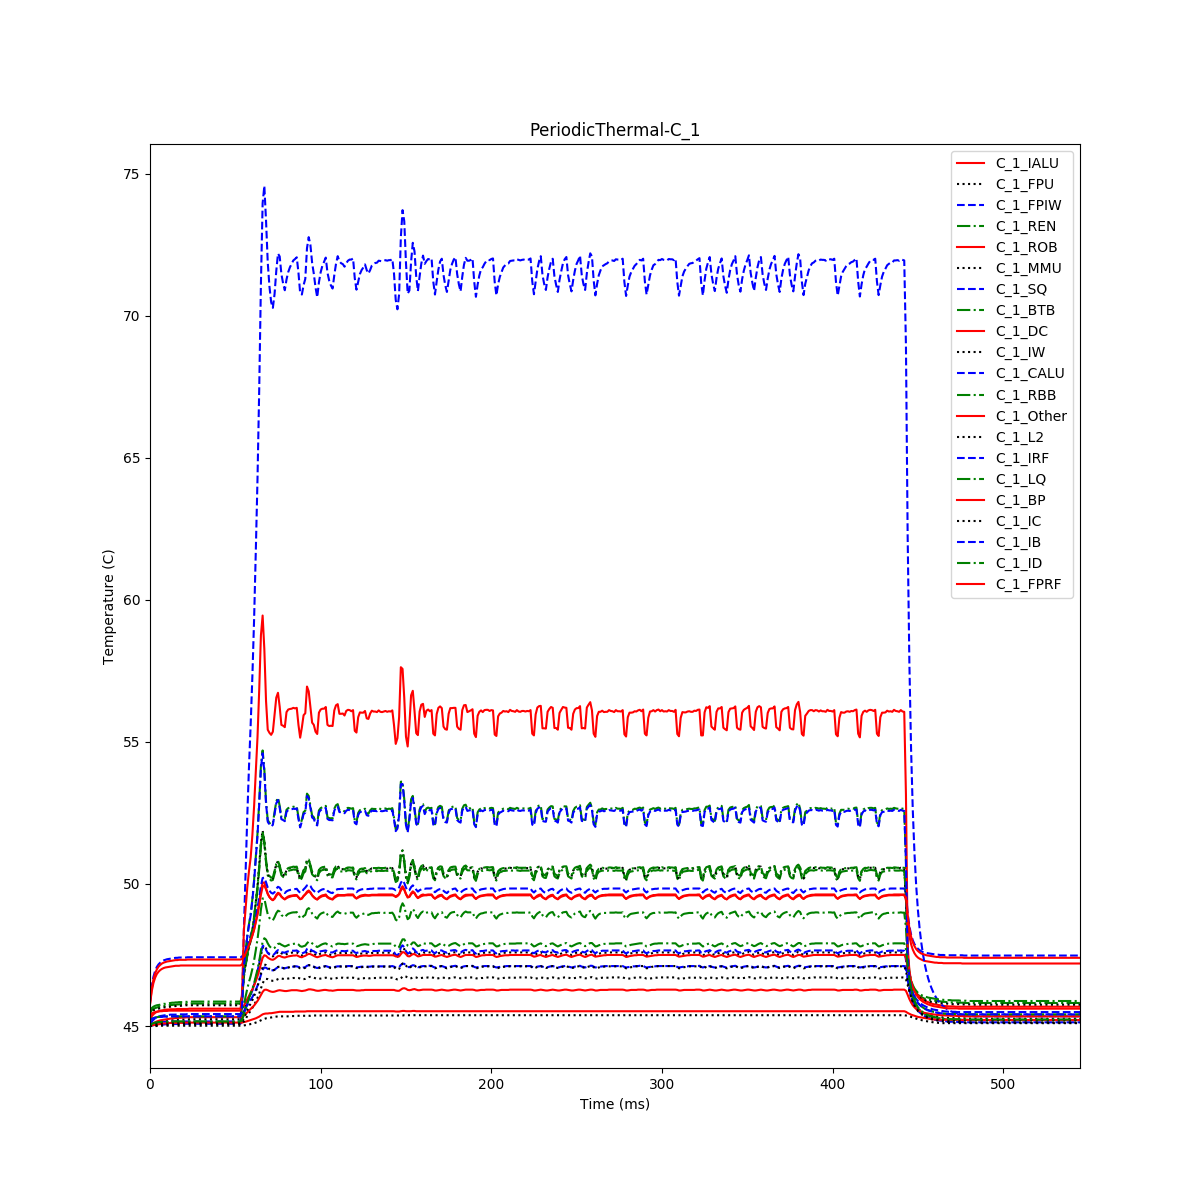 PeriodicThermal-C_1
75
70
65
60
55
50
45
Temperature (C)
0
100
200
300
400
500
Time (ms)
C_1_IALU
C_1_FPU
C_1_FPIW
C_1_REN
C_1_ROB
C_1_MMU
C_1_SQ
C_1_BTB
C_1_DC
C_1_IW
C_1_CALU
C_1_RBB
C_1_Other
C_1_L2
C_1_IRF
C_1_LQ
C_1_BP
C_1_IC
C_1_IB
C_1_ID
C_1_FPRF